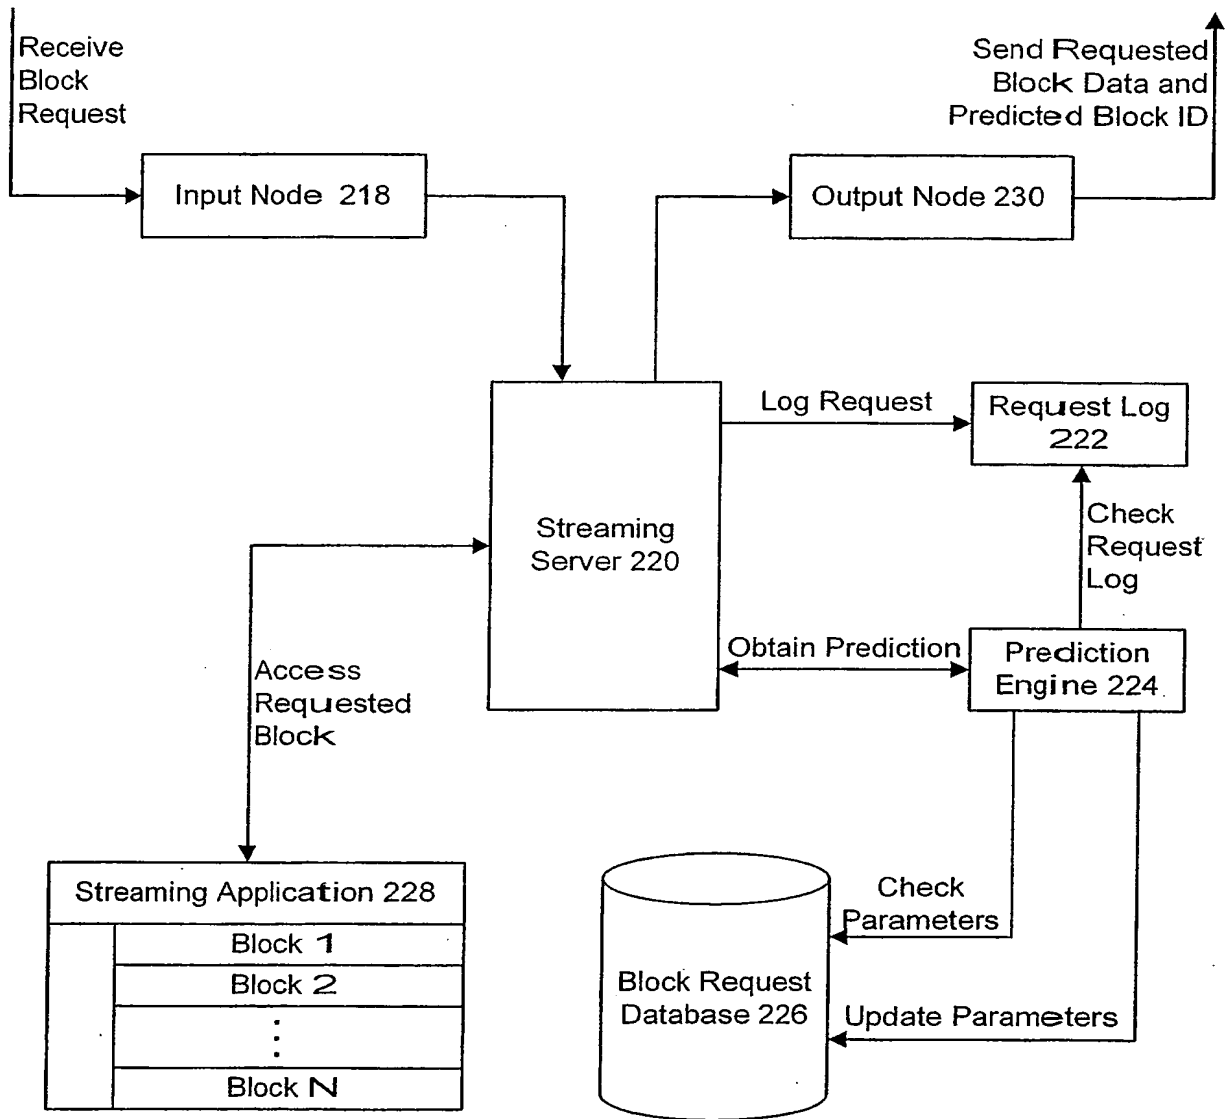 Receive
Block
Request
Send Requested
Block Data and
Predicted Block ID
Input Node 218
Output Node 230
Log Request
Request Log
222
Streaming
Server 220
Check
Request
Log
Obtain Prediction
Prediction
Engine 224
Access
Requested
Block
Streaming Application 228
Block 1
Block 2
⋮
Block N
Check
Parameters
Block Request
Database 226
Update Parameters